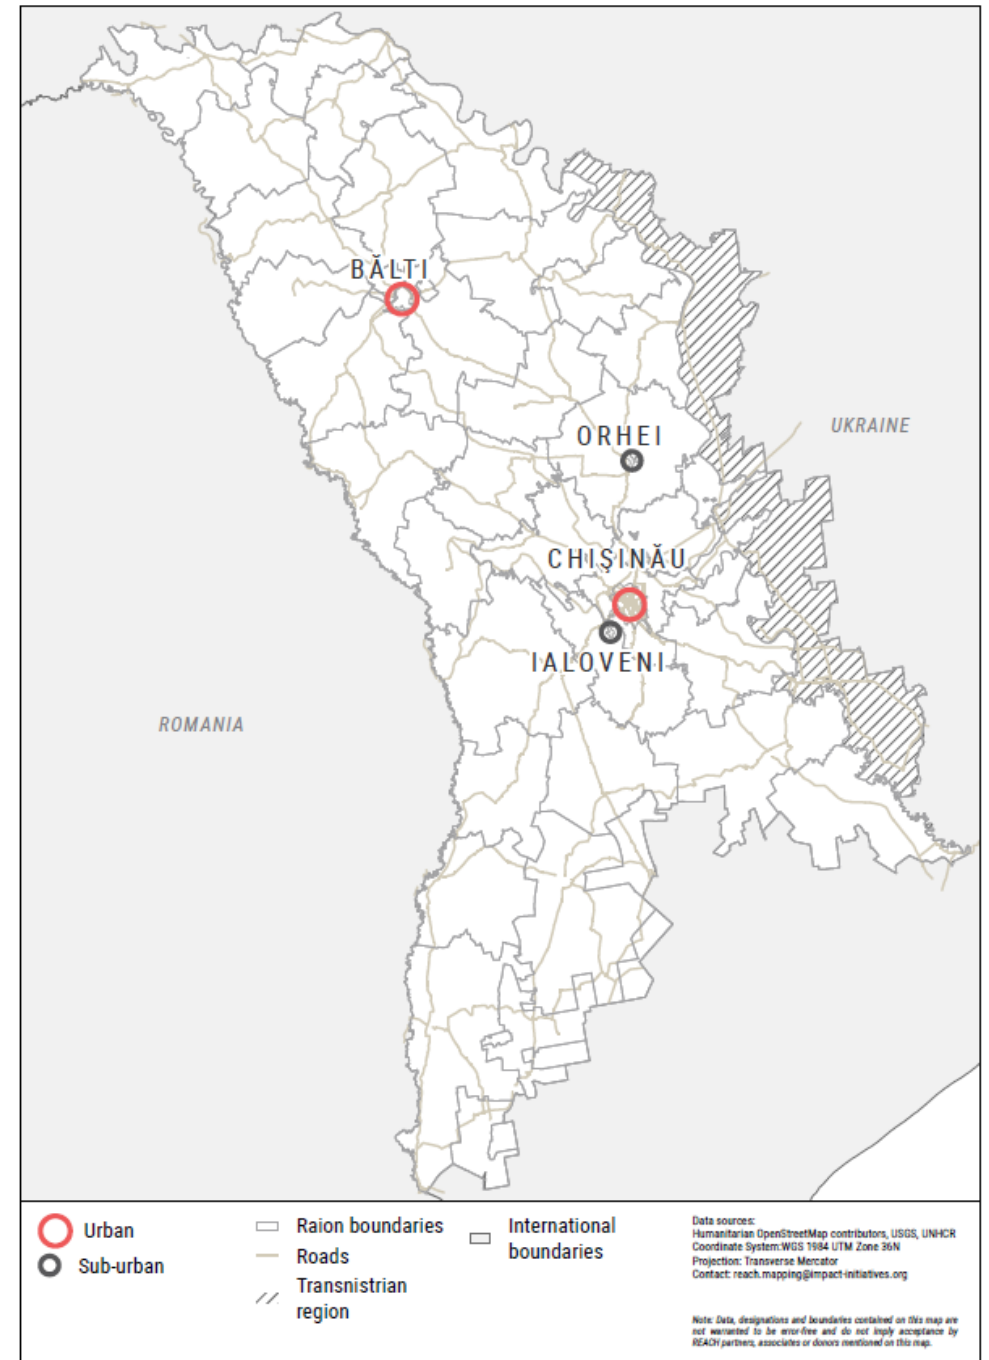 BĂLTI
ORHEI
UKRAINE
CHIŞINĂU
IALOVENI
ROMANIA
Urban
Sub-urban
Raion boundaries
Roads
Transnistrian
region
International
boundaries
Data sources:
Humanitarian OpenStreetMap contributors, USGS, UNHCR
Coordinate System:WGS 1984 UTM Zone 36N
Projection: Transverse Mercator
Contact: reach.mapping@impact-initiatives.org
Note: Data, designations and boundaries contained on this map are
not warranted to be error-free and do not imply acceptance by
REACH partners, associates or donors mentioned on this map.